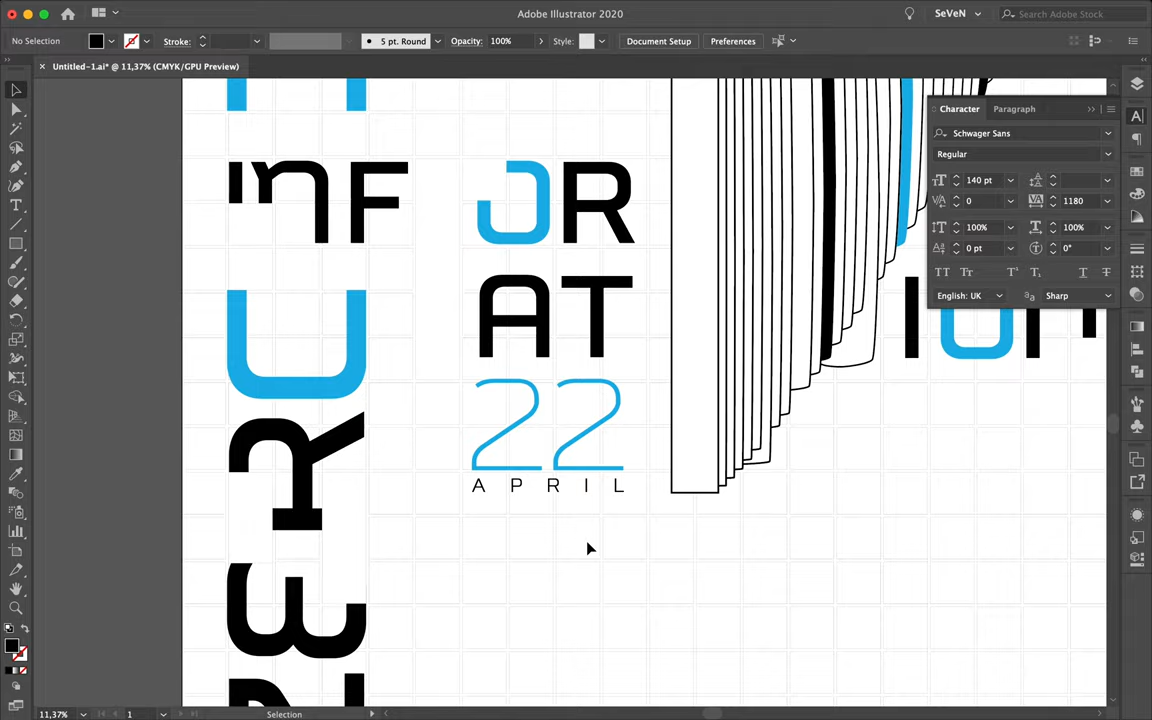 Adobe Illustrator 2020
SeVeN
Search Adobe Stock
No Selection
Stroke:
5 pt. Round
Opacity:
100%
Style:
Document Setup
Preferences
Untitled-1.ai* @ 11,37% (CMYK/GPU Preview)
Character
Paragraph
Schwager Sans
Regular
140 pt
0
1180
100%
100%
0 pt
0°
English: UK
Sharp
F
OR
AT
22
APRIL
11,37%
1
Selection